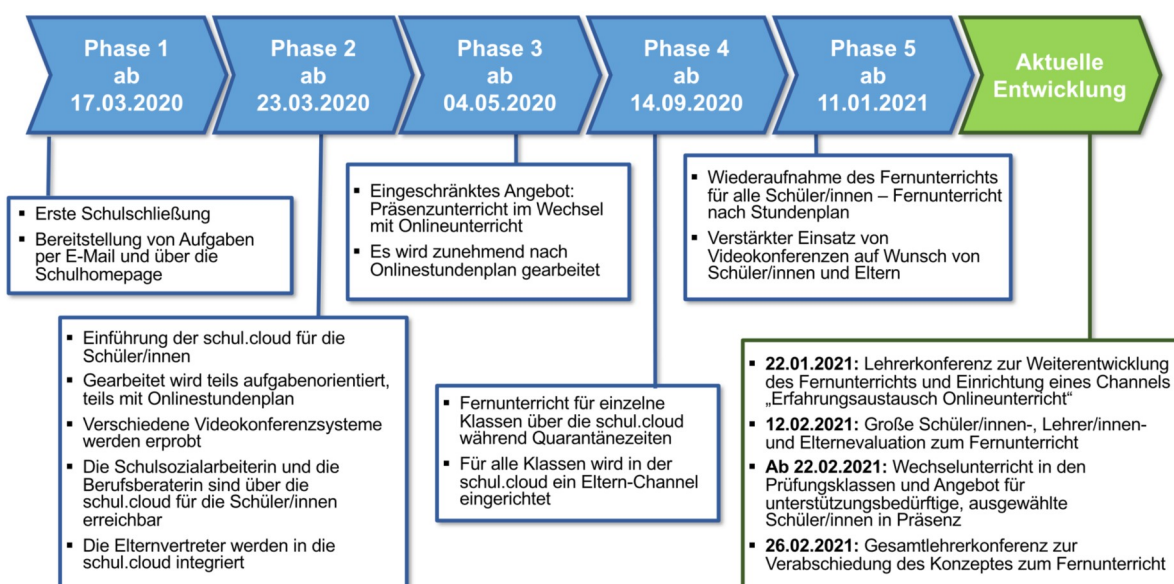 Phase 1
ab
17.03.2020
Phase 2
ab
23.03.2020
Phase 3
ab
04.05.2020
Phase 4
ab
14.09.2020
Phase 5
ab
11.01.2021
Aktuelle
Entwicklung
▪ Erste Schulschließung
▪ Bereitstellung von Aufgaben
per E-Mail und über die
Schulhomepage
▪ Einführung der schul.cloud für die
Schüler/innen
▪ Gearbeitet wird teils aufgabenorientiert,
teils mit Onlinestundenplan
▪ Verschiedene Videokonferenzsysteme
werden erprobt
▪ Die Schulsozialarbeiterin und die
Berufsberaterin sind über die
schul.cloud für die Schüler/innen
erreichbar
▪ Die Elternvertreter werden in die
schul.cloud integriert
▪ Eingeschränktes Angebot:
Präsenzunterricht im Wechsel
mit Onlineunterricht
▪ Es wird zunehmend nach
Onlinestundenplan gearbeitet
▪ Fernunterricht für einzelne
Klassen über die schul.cloud
während Quarantänezeiten
▪ Für alle Klassen wird in der
schul.cloud ein Eltern-Channel
eingerichtet
▪ Wiederaufnahme des Fernunterrichts
für alle Schüler/innen – Fernunterricht
nach Stundenplan
▪ Verstärkter Einsatz von
Videokonferenzen auf Wunsch von
Schüler/innen und Eltern
▪ 22.01.2021: Lehrerkonferenz zur Weiterentwicklung
des Fernunterrichts und Einrichtung eines Channels
„Erfahrungsaustausch Onlineunterricht“
▪ 12.02.2021: Große Schüler/innen-, Lehrer/innen-
und Elternevaluation zum Fernunterricht
▪ Ab 22.02.2021: Wechselunterricht in den
Prüfungsklassen und Angebot für
unterstützungsbedürftige, ausgewählte
Schüler/innen in Präsenz
▪ 26.02.2021: Gesamtlehrerkonferenz zur
Verabschiedung des Konzeptes zum Fernunterricht